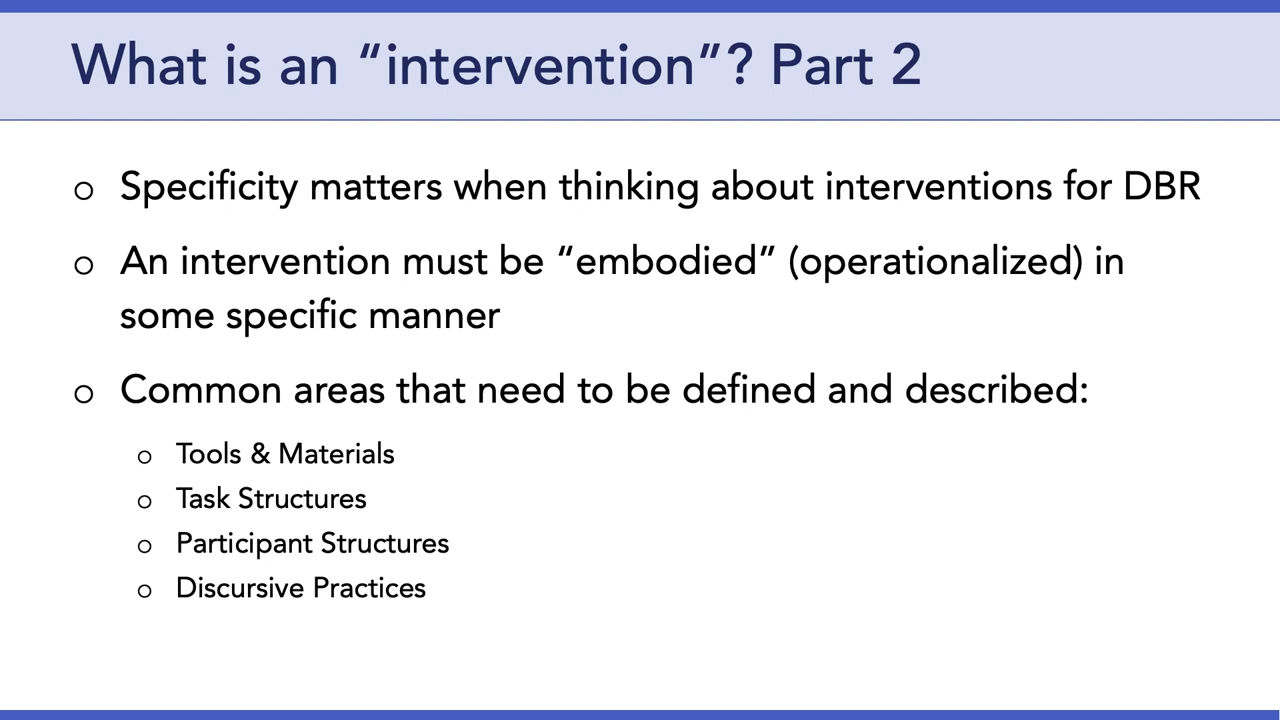 What is an “intervention”? Part 2
Specificity matters when thinking about interventions for DBR
An intervention must be “embodied” (operationalized) in
some specific manner
Common areas that need to be defined and described:
Tools & Materials
Task Structures
Participant Structures
Discursive Practices